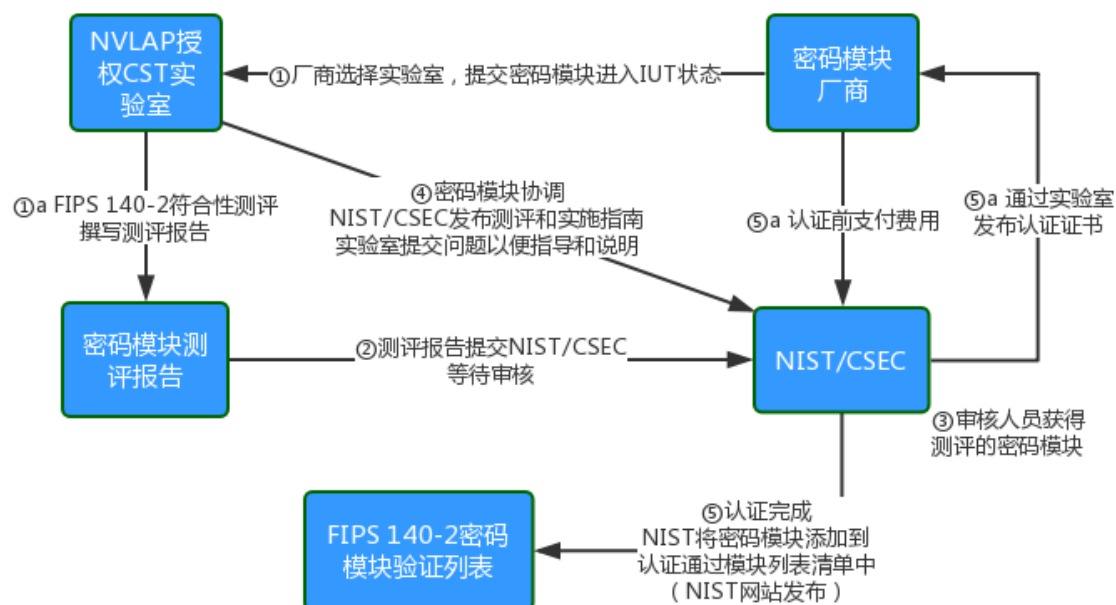 NVLAP授
权CST实
验室
①厂商选择实验室，提交密码模块进入IUT状态
密码模块
厂商
①a FIPS 140-2符合性测评
撰写测评报告
④密码模块协调
NIST/CSEC发布测评和实施指南
实验室提交问题以便指导和说明
⑤a 认证前支付费用
⑤a 通过实验室
发布认证证书
密码模块测
评报告
②测评报告提交NIST/CSEC
等待审核
NIST/CSEC
③审核人员获得
测评的密码模块
FIPS 140-2密码
模块验证列表
⑤认证完成
NIST将密码模块添加到
认证通过模块列表清单中
（NIST网站发布）